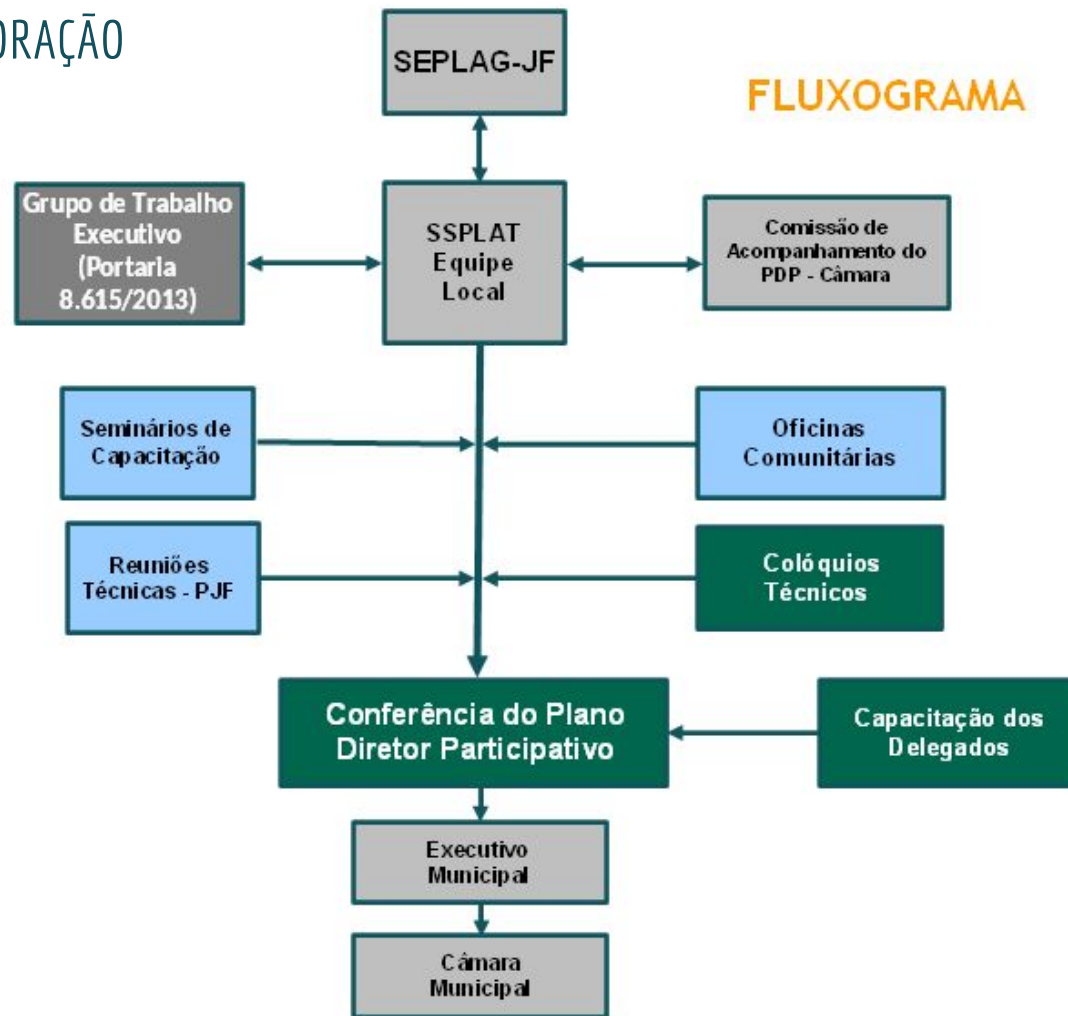 ORAÇÃO
SEPLAG-JF
FLUXOGRAMA
Grupo de Trabalho
Executivo
(Portaria
8.615/2013)
SSPLAT
Equipe
Local
Comissão de
Acompanhamento do
PDP - Câmara
Seminários de
Capacitação
Oficinas
Comunitárias
Reuniões
Técnicas - PJF
Colóquios
Técnicos
Conferência do Plano
Diretor Participativo
Capacitação dos
Delegados
Executivo
Municipal
Câmara
Municipal